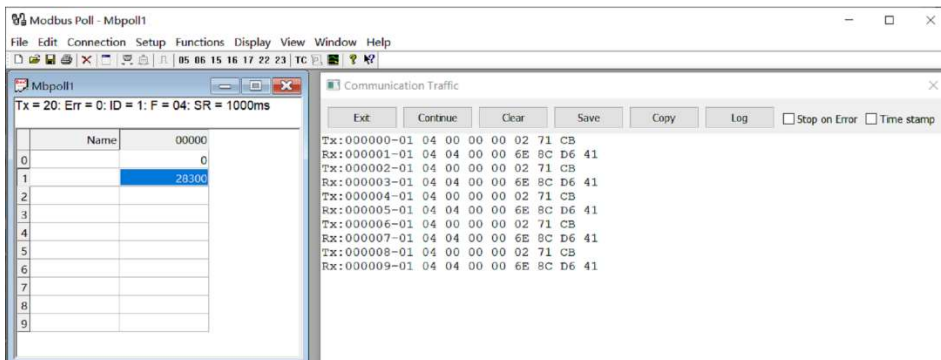 Modbus Poll - Mbpoll1
File Edit Connection Setup Functions Display View Window Help
05 06 15 16 17 22 23 TC
Mbpoll1
Tx = 20: Err = 0: ID = 1: F = 04: SR = 1000ms
Name 00000
0 0
1 28300
2
3
4
5
6
7
8
9
Communication Traffic
Exit Continue Clear Save Copy Log Stop on Error Time stamp
Tx:000000-01 04 00 00 00 02 71 CB
Rx:000001-01 04 04 00 00 6E 8C D6 41
Tx:000002-01 04 00 00 00 02 71 CB
Rx:000003-01 04 04 00 00 6E 8C D6 41
Tx:000004-01 04 00 00 00 02 71 CB
Rx:000005-01 04 04 00 00 6E 8C D6 41
Tx:000006-01 04 00 00 00 02 71 CB
Rx:000007-01 04 04 00 00 6E 8C D6 41
Tx:000008-01 04 00 00 00 02 71 CB
Rx:000009-01 04 04 00 00 6E 8C D6 41